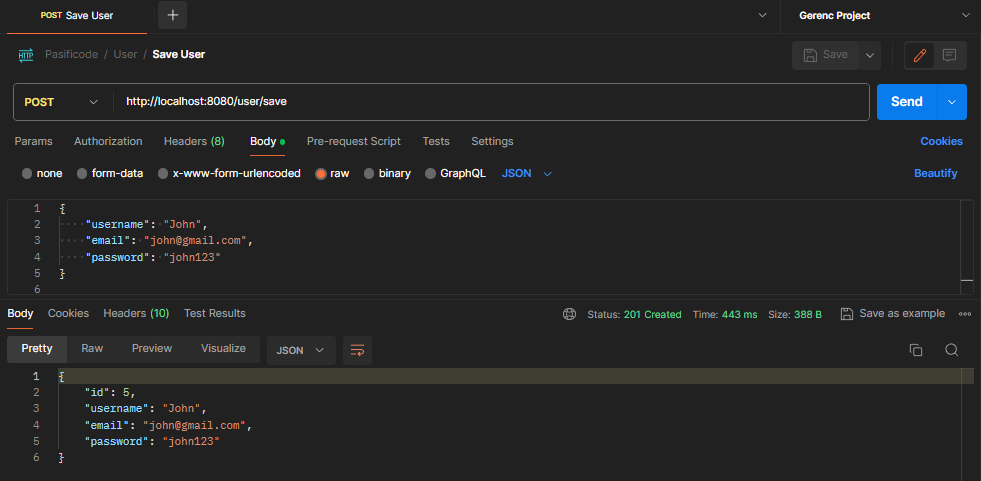 POST Save User
Gerenc Project
HTTP Pasificode / User / Save User
Save
POST http://localhost:8080/user/save
Send
Params Authorization Headers (8) Body Pre-request Script Tests Settings Cookies
none form-data x-www-form-urlencoded raw binary GraphQL JSON Beautify
1 {
2 "username": "John",
3 "email": "john@gmail.com",
4 "password": "john123"
5 }
6
Body Cookies Headers (10) Test Results Status: 201 Created Time: 443 ms Size: 388 B Save as example
Pretty Raw Preview Visualize JSON
1 {
2 "id": 5,
3 "username": "John",
4 "email": "john@gmail.com",
5 "password": "john123"
6 }